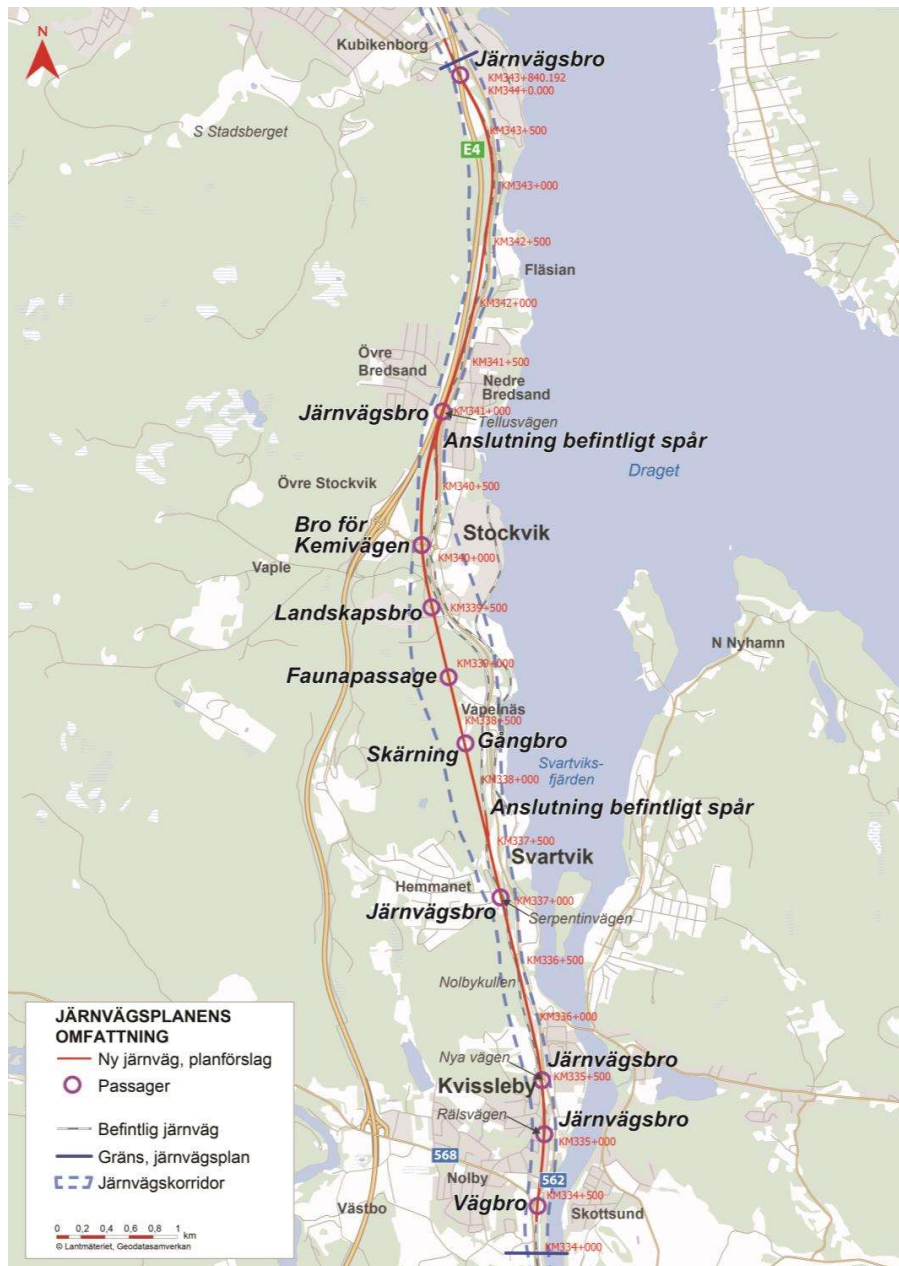 N
Kubikenborg
Järnvägsbro
KM343+840.192
KM344+0.000
S Stadsberget
KM343+500
E4
KM343+000
KM342+500
Fläsian
KM342+000
Övre
Bredsand
KM341+500
Nedre
Bredsand
Järnvägsbro
KM341+000
Tellusvägen
Anslutning befintligt spår
Draget
Övre Stockvik
KM340+500
Bro för
Kemivägen
Stockvik
KM340+000
Vaple
Landskapsbro
KM339+500
N Nyhamn
KM339+000
Faunapassage
Vapelnäs
KM338+500
Gångbro
Skärning
Svartviks-
fjärden
KM338+000
Anslutning befintligt spår
KM337+500
Svartvik
Hemmanet
Järnvägsbro
KM337+000
Serpentinvägen
KM336+500
Nolbykullen
KM336+000
Nya vägen
Järnvägsbro
KM335+500
Kvissleby
Rälsvägen
Järnvägsbro
KM335+000
568
Nolby
562
KM334+500
Västbo
Vägbro
Skottsund
KM334+000
JÄRNVÄGSPLANENS
OMFATTNING
Ny järnväg, planförslag
Passager
Befintlig järnväg
Gräns, järnvägsplan
Järnvägskorridor
0 0,2 0,4 0,6 0,8 1
km
© Lantmäteriet, Geodatasamverkan